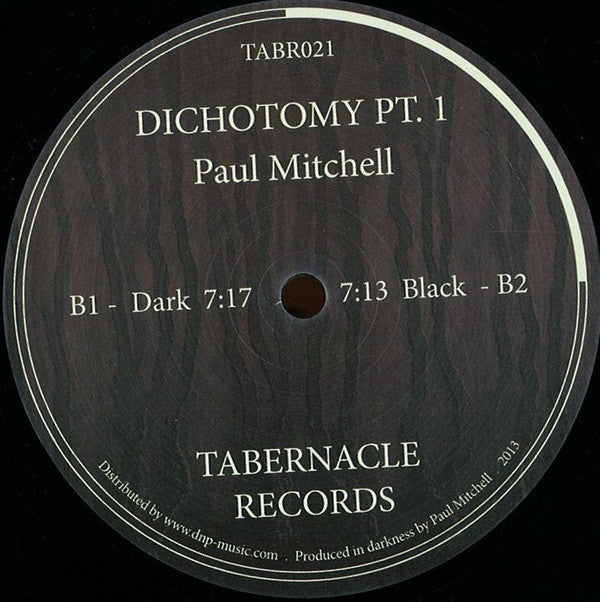 TABR021
DICHOTOMY PT. 1
Paul Mitchell
B1 - Dark 7:17 7:13 Black - B2
TABERNACLE
RECORDS
Distributed by www.dnp-music.com . Produced in darkness by Paul Mitchell . 2013